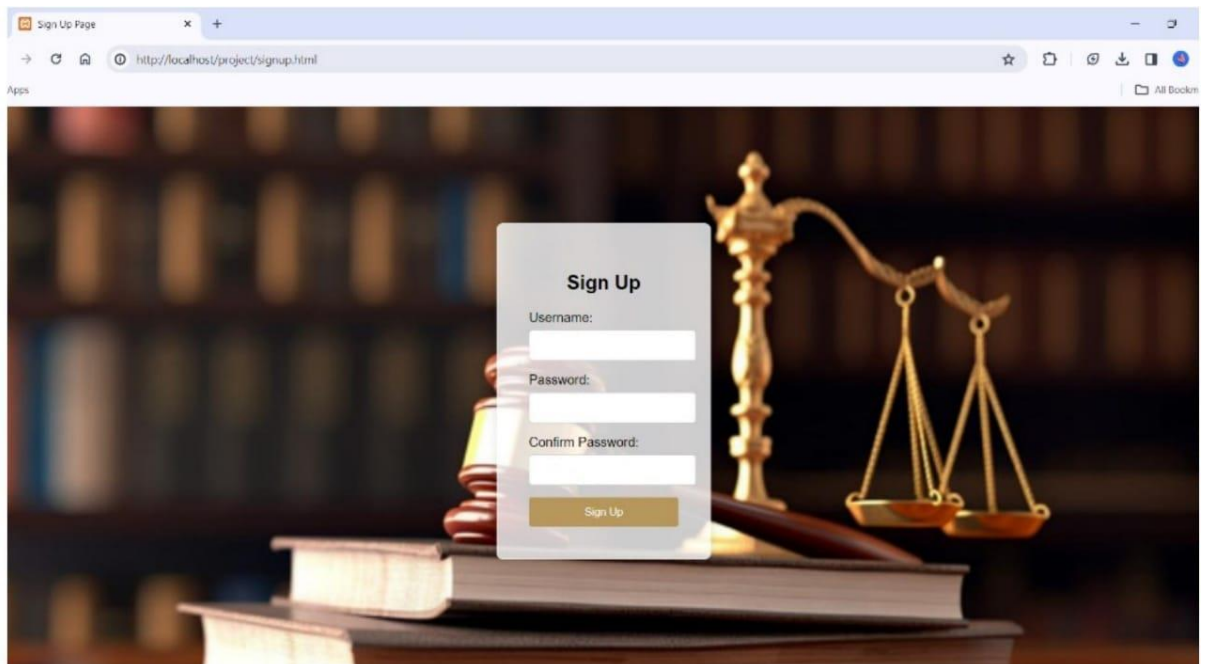 Sign Up Page
http://localhost/project/signup.html
Apps
All Bookm
Sign Up
Username:
Password:
Confirm Password:
Sign Up